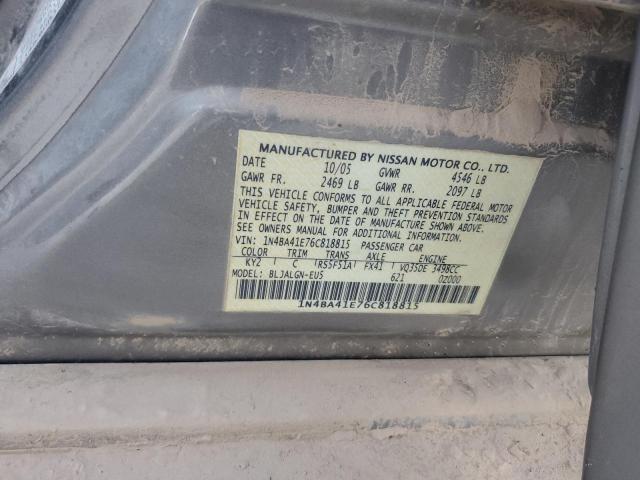 MANUFACTURED BY NISSAN MOTOR CO., LTD.
DATE 10/05 GVWR 4546 LB
GAWR FR. 2469 LB GAWR RR. 2097 LB
THIS VEHICLE CONFORMS TO ALL APPLICABLE FEDERAL MOTOR
VEHICLE SAFETY, BUMPER AND THEFT PREVENTION STANDARDS
IN EFFECT ON THE DATE OF MANUFACTURE SHOWN ABOVE.
SEE OWNERS MANUAL FOR ADDITIONAL INFORMATION.
VIN: 1N4BA41E76C818815 PASSENGER CAR
COLOR TRIM TRANS AXLE ENGINE
KY2 C RS5F51A FX41 VQ35DE 3498CC
MODEL: BLJALGN-EU5 621 0Z000
1N4BA41E76C818815